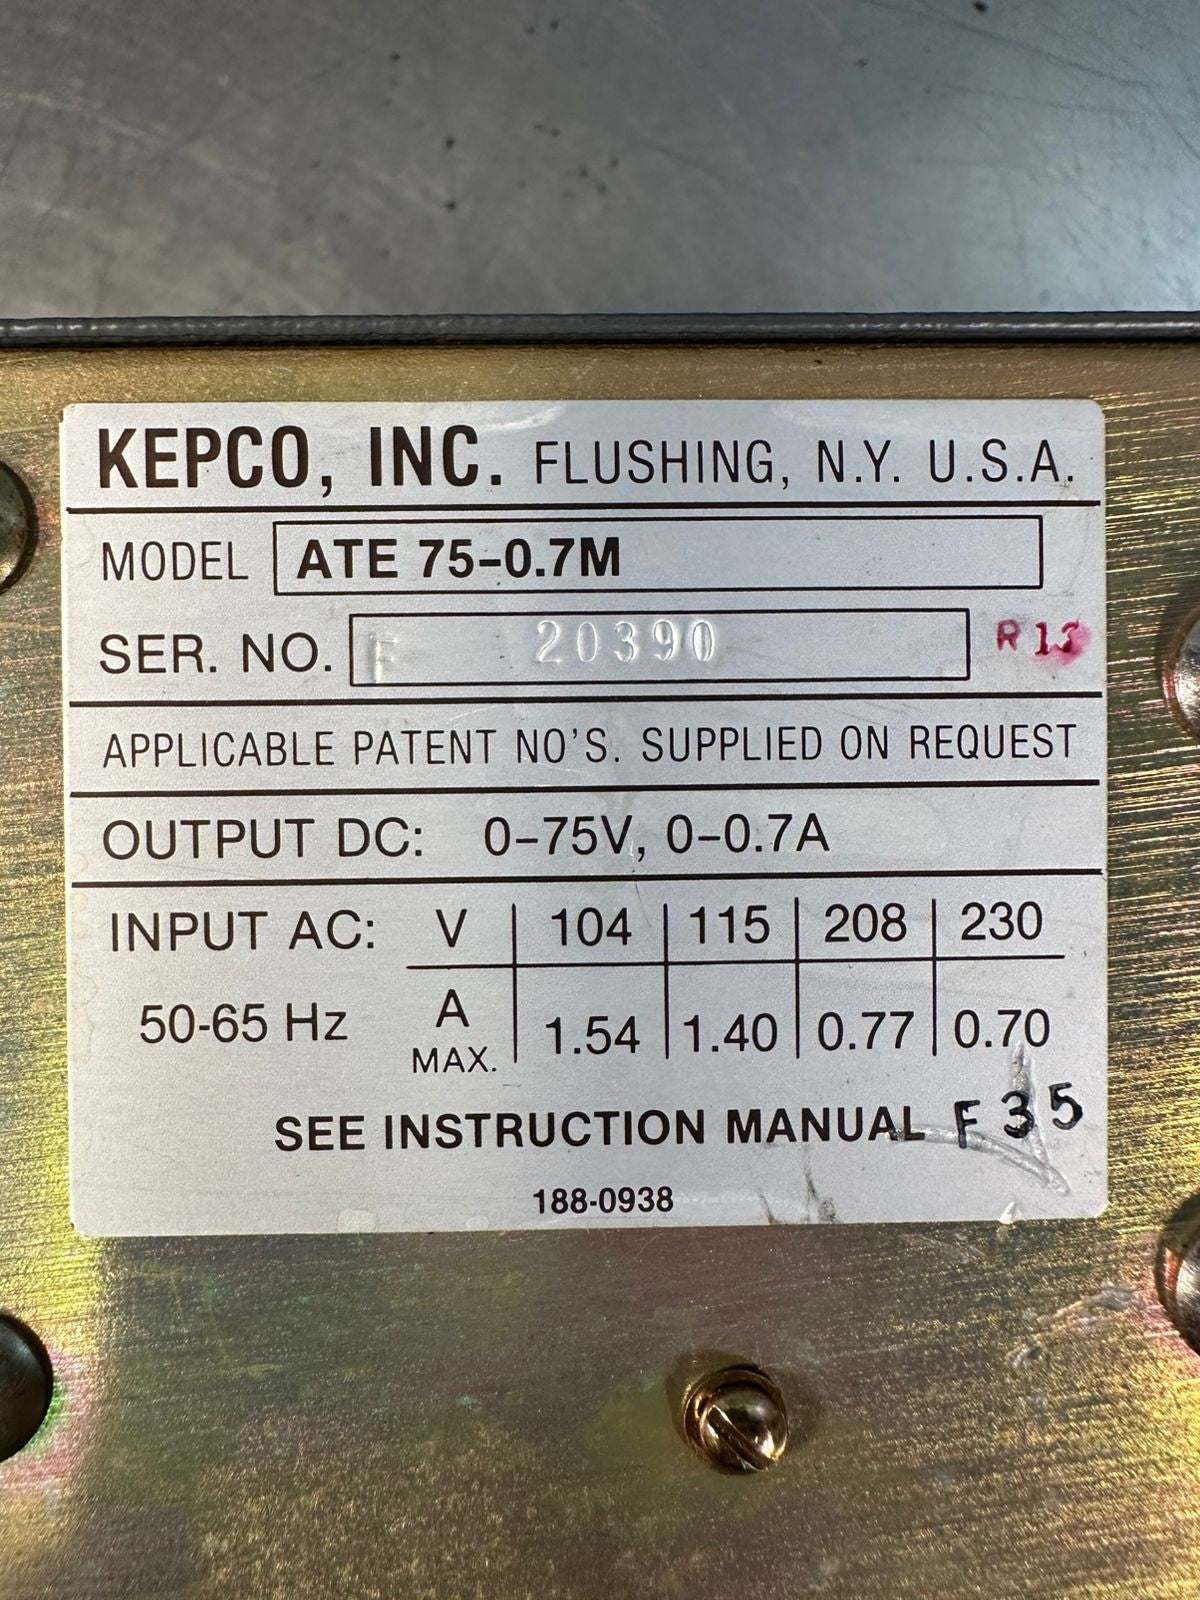 KEPCO, INC. FLUSHING, N.Y. U.S.A.
MODEL ATE 75-0.7M
SER. NO. F 20390 R 13
APPLICABLE PATENT NO'S. SUPPLIED ON REQUEST
OUTPUT DC: 0-75V, 0-0.7A
INPUT AC: V 104 115 208 230
50-65 Hz A MAX. 1.54 1.40 0.77 0.70
SEE INSTRUCTION MANUAL F 35
188-0938